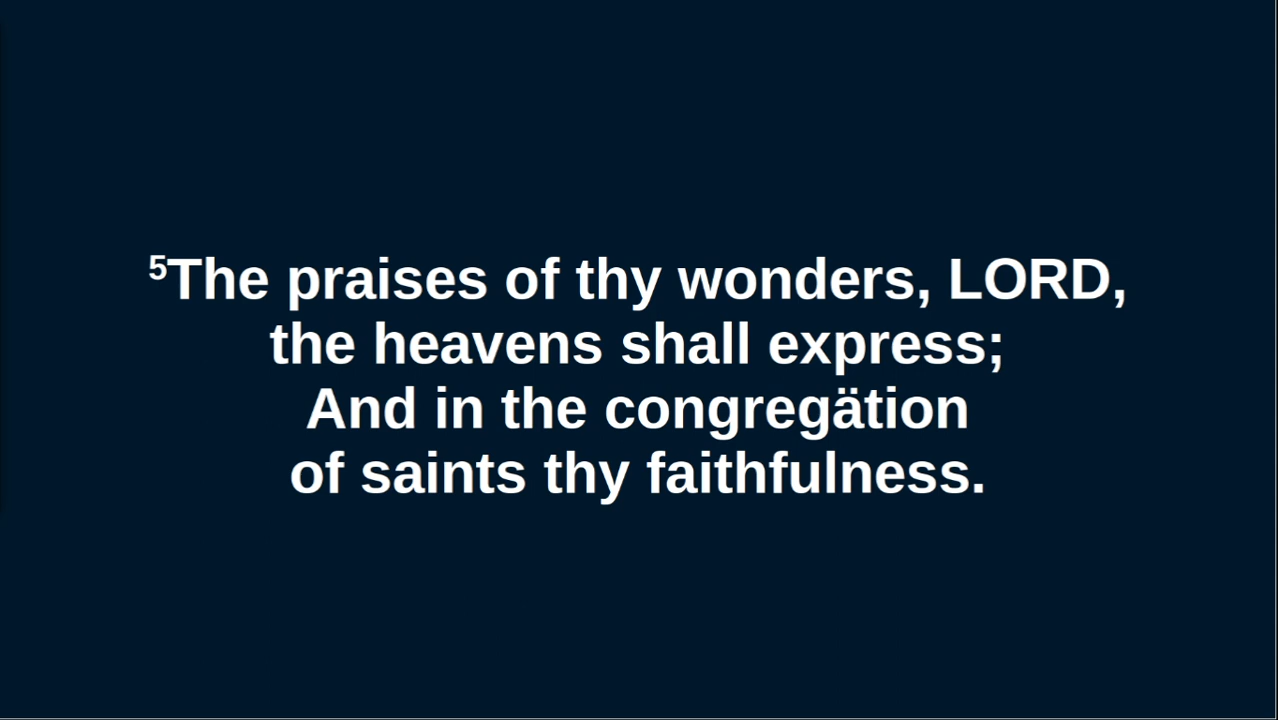 ⁵The praises of thy wonders, LORD,
the heavens shall express;
And in the congregätion
of saints thy faithfulness.